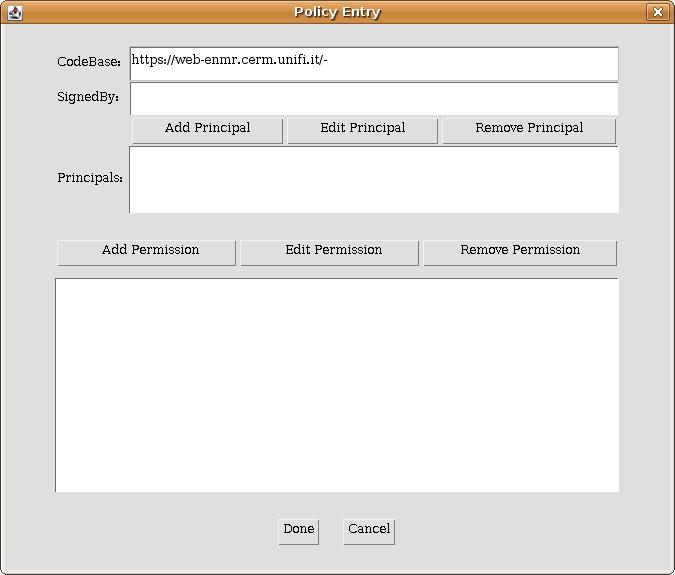 Policy Entry
CodeBase: https://web-enmr.cerm.unifi.it/-
SignedBy:
Add Principal Edit Principal Remove Principal
Principals:
Add Permission Edit Permission Remove Permission
Done Cancel